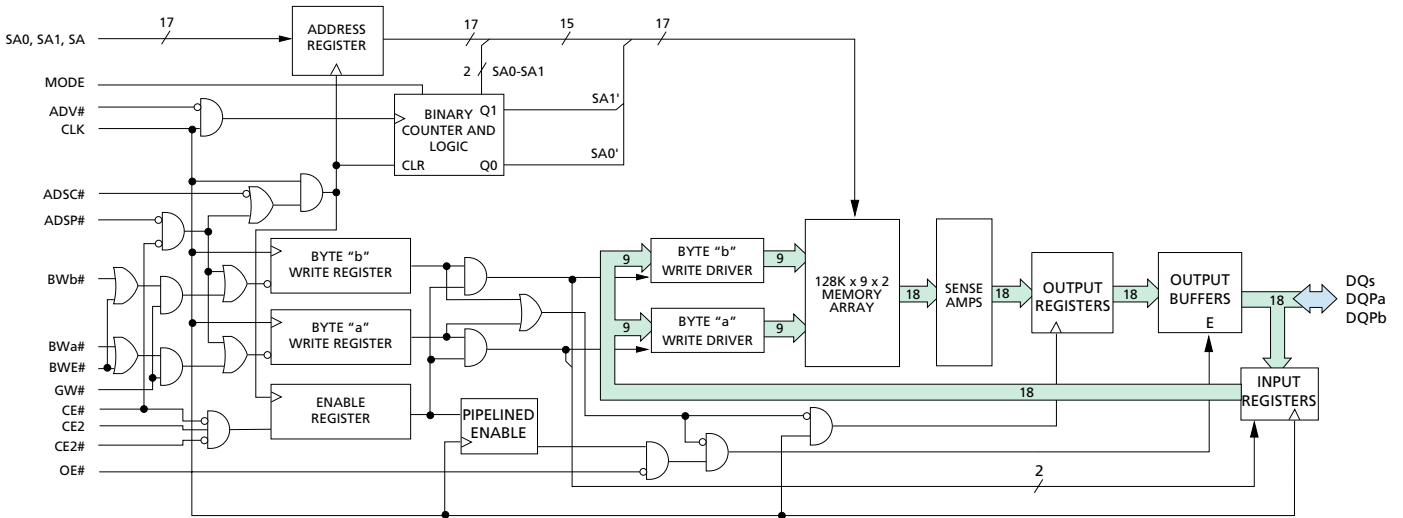 17
ADDRESS
REGISTER
17
15
17
SA0, SA1, SA
2
SA0-SA1
MODE
ADV#
CLK
BINARY
COUNTER AND
LOGIC
Q1
CLR
Q0
SA1'
SA0'
ADSC#
ADSP#
BYTE “b”
WRITE REGISTER
BWb#
BYTE “a”
WRITE REGISTER
BWa#
BWE#
GW#
CE#
CE2
CE2#
OE#
ENABLE
REGISTER
PIPELINED
ENABLE
9
BYTE “b”
WRITE DRIVER
9
9
BYTE “a”
WRITE DRIVER
9
128K x 9 x 2
MEMORY
ARRAY
18
SENSE
AMPS
18
OUTPUT
REGISTERS
18
OUTPUT
BUFFERS
E
18
DQs
DQPa
DQPb
18
INPUT
REGISTERS
2